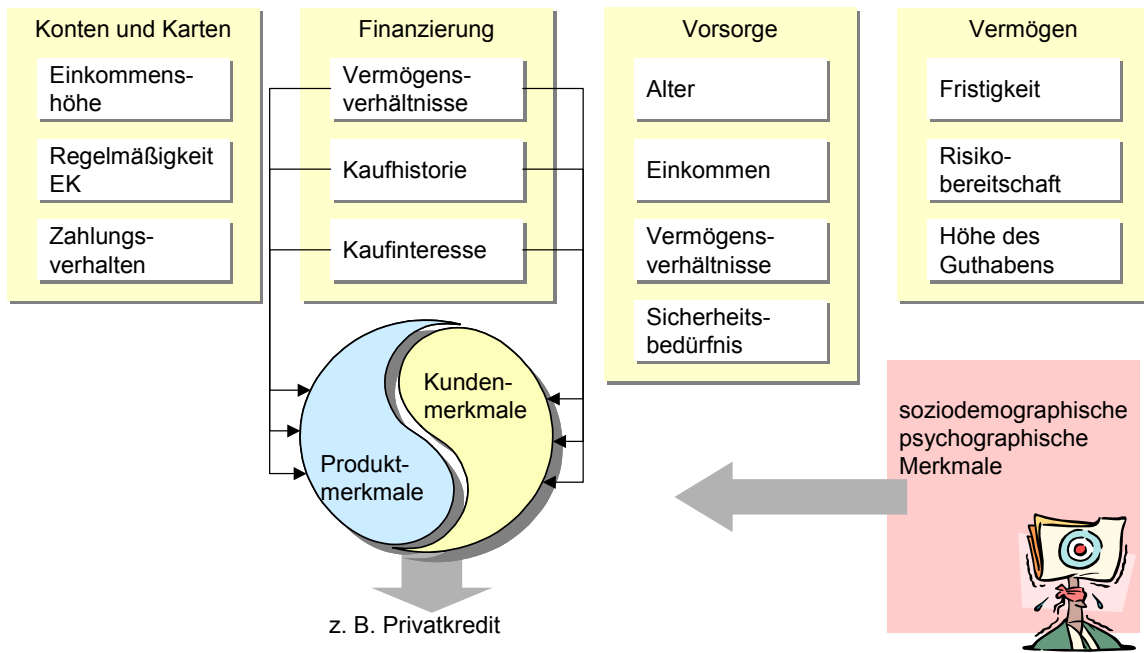 Konten und Karten
Einkommens-
höhe
Regelmäßigkeit
EK
Zahlungs-
verhalten
Finanzierung
Vermögens-
verhältnisse
Kaufhistorie
Kaufinteresse
Vorsorge
Alter
Einkommen
Vermögens-
verhältnisse
Sicherheits-
bedürfnis
Vermögen
Fristigkeit
Risiko-
bereitschaft
Höhe des
Guthabens
Kunden-
merkmale
Produkt-
merkmale
soziodemographische
psychographische
Merkmale
z. B. Privatkredit